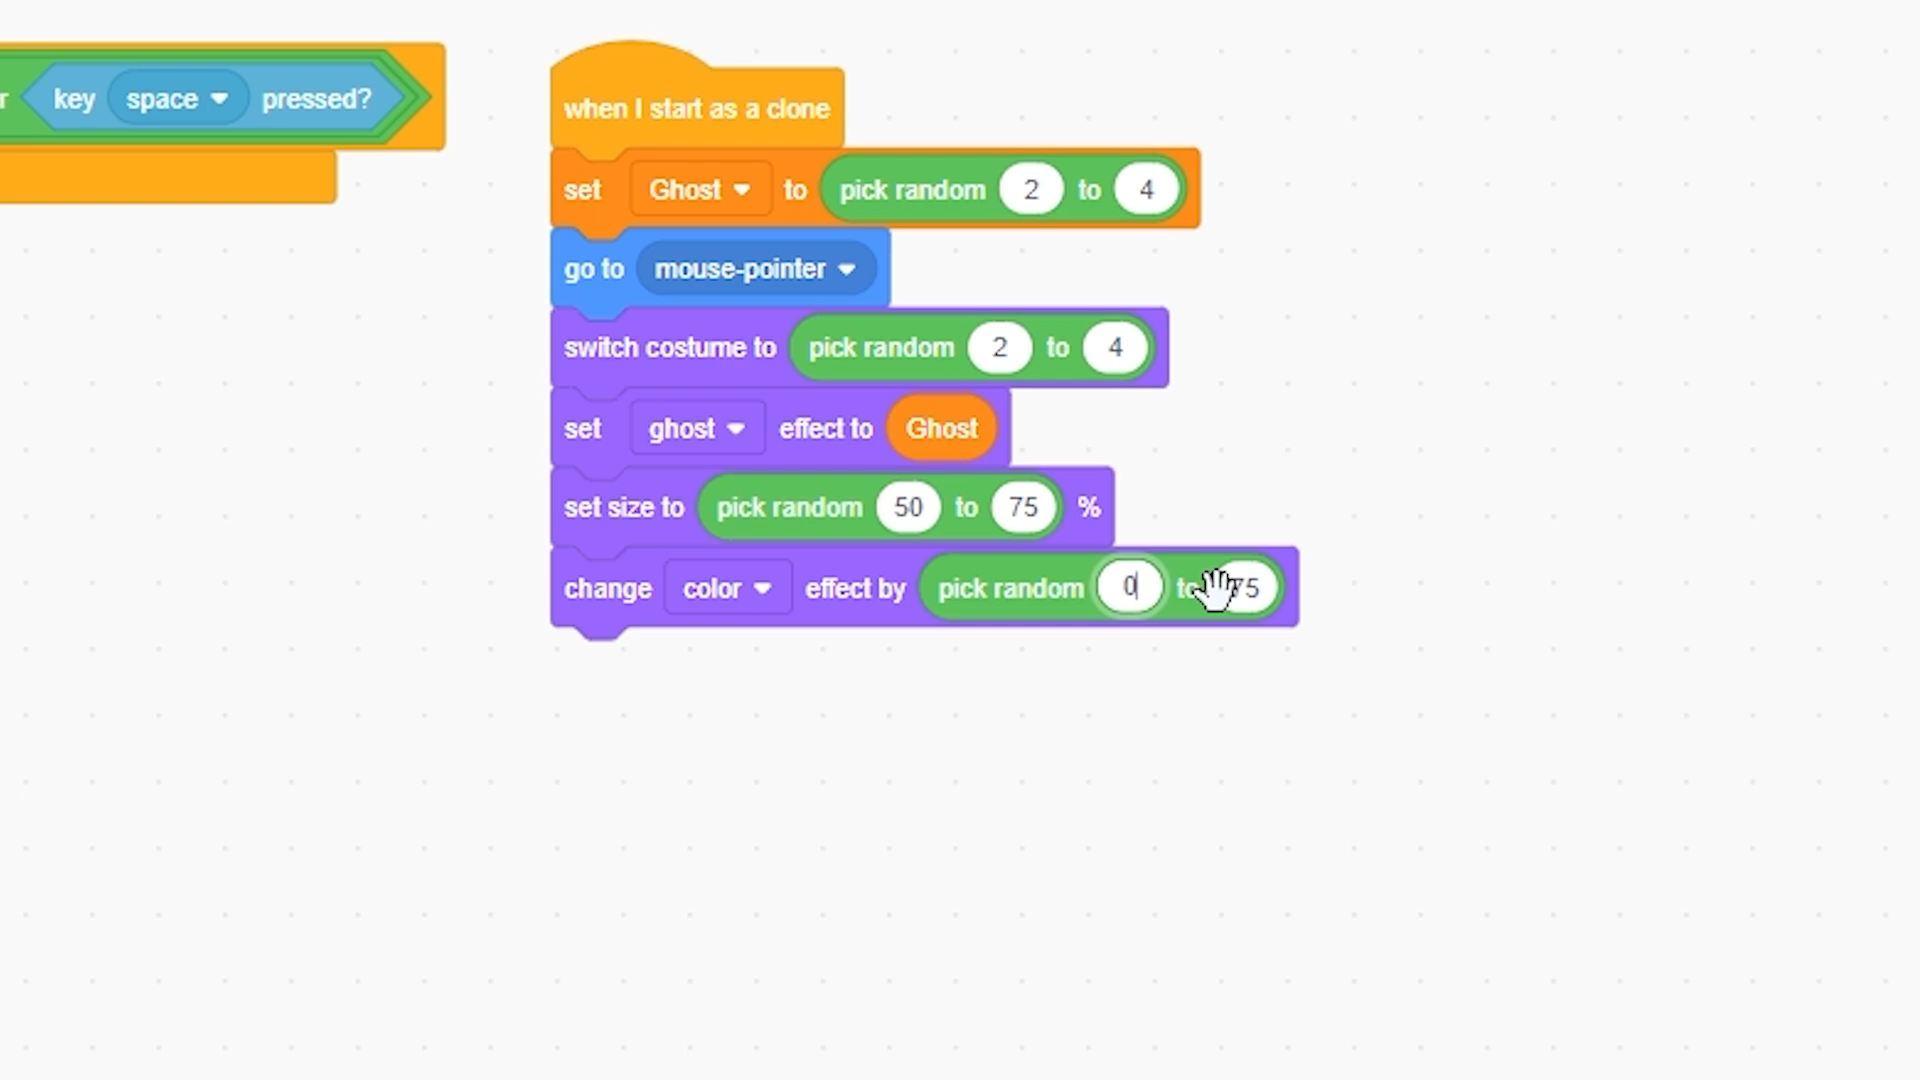 r key space pressed?
when I start as a clone
set Ghost to pick random 2 to 4
go to mouse-pointer
switch costume to pick random 2 to 4
set ghost effect to Ghost
set size to pick random 50 to 75 %
change color effect by pick random 0 to 75